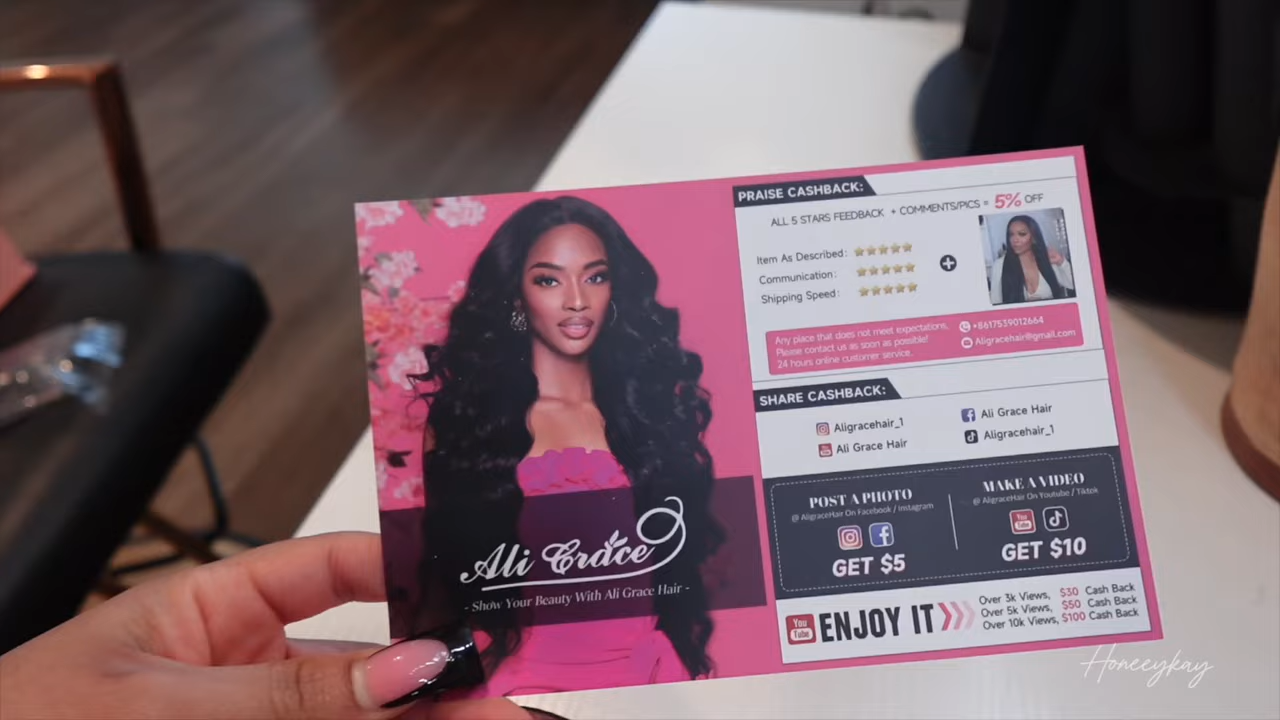 Ali Grace
- Show Your Beauty With Ali Grace Hair -
PRAISE CASHBACK:
ALL 5 STARS FEEDBACK + COMMENTS/PICS = 5% OFF
Item As Described:
Communication:
Shipping Speed:
Any place that does not meet expectations,
Please contact us as soon as possible!
24 hours online customer service.
+8617539012664
Aligracehair@gmail.com
SHARE CASHBACK:
Aligracehair_1
Ali Grace Hair
Ali Grace Hair
Aligracehair_1
POST A PHOTO
@ AligraceHair On Facebook / instagram
GET $5
MAKE A VIDEO
@ AligraceHair On Youtube / Tiktok
You Tube
GET $10
You
Tube
ENJOY IT
Over 3k Views, $30 Cash Back
Over 5k Views, $50 Cash Back
Over 10k Views, $100 Cash Back
Honeeykay